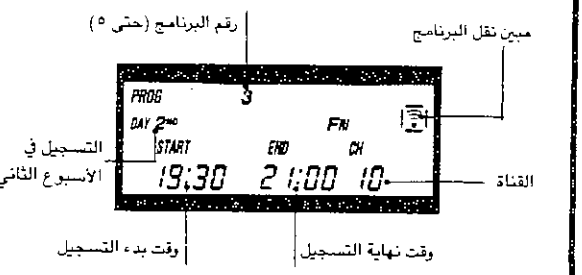 رقم البرنامج (حتى ٥)
مبين نقل البرنامج
PROG 3
DAY 2ND FRI
START END CH
19:30 21:00 10
التسجيل في
الأسبوع الثاني
القناة
وقت نهاية التسجيل
وقت بدء التسجيل